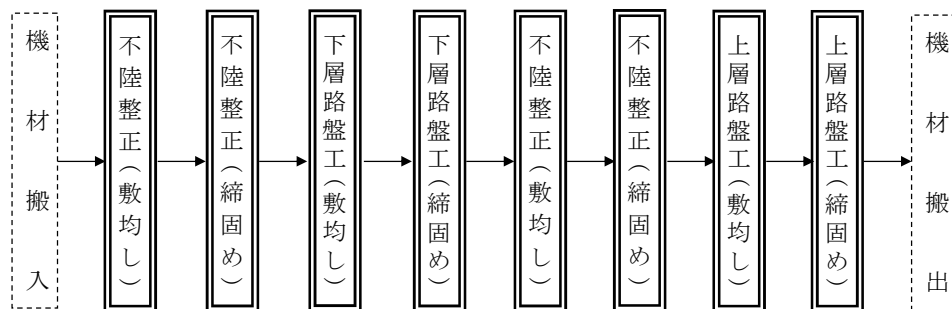 機材搬入
不陸整正（敷均し）
不陸整正（締固め）
下層路盤工（敷均し）
下層路盤工（締固め）
不陸整正（敷均し）
不陸整正（締固め）
上層路盤工（敷均し）
上層路盤工（締固め）
機材搬出